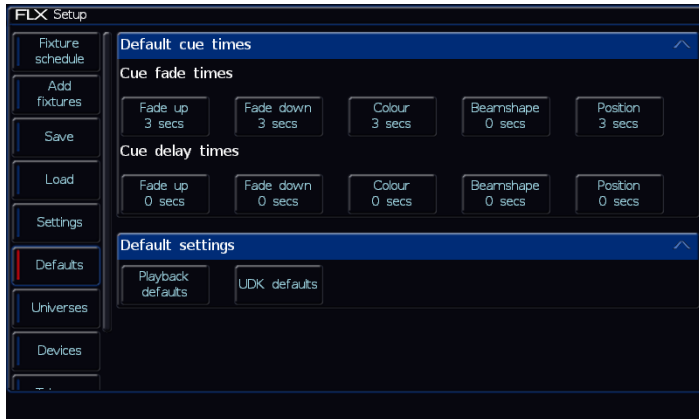 FLX Setup
Fixture
schedule
Add
fixtures
Save
Load
Settings
Defaults
Universes
Devices
Default cue times
Cue fade times
Fade up
3 secs
Fade down
3 secs
Colour
3 secs
Beamshape
0 secs
Position
3 secs
Cue delay times
Fade up
0 secs
Fade down
0 secs
Colour
0 secs
Beamshape
0 secs
Position
0 secs
Default settings
Playback
defaults
UDK defaults